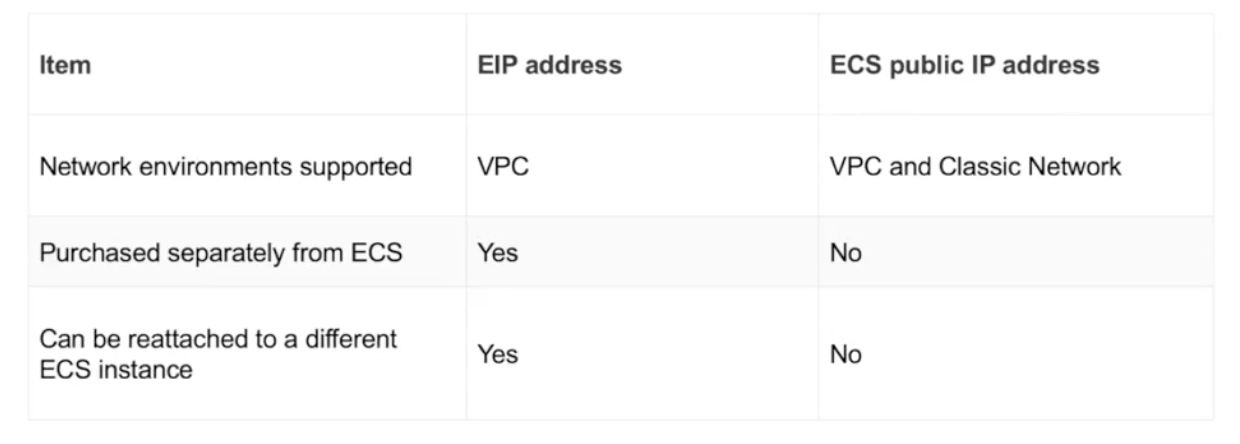 Item
EIP address
ECS public IP address
Network environments supported
VPC
VPC and Classic Network
Purchased separately from ECS
Yes
No
Can be reattached to a different
ECS instance
Yes
No